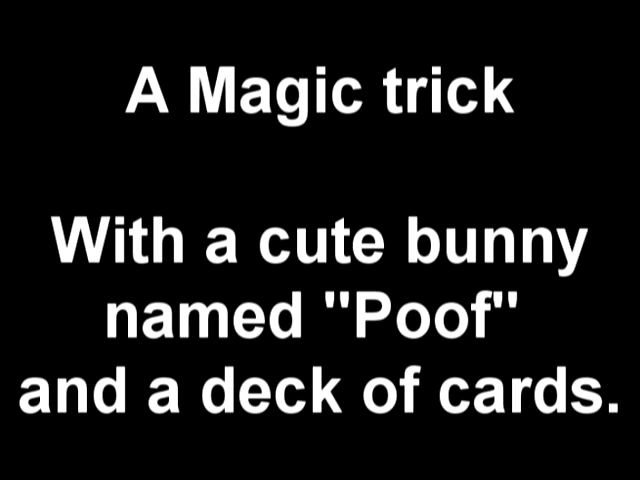 A Magic trick
With a cute bunny
named "Poof"
and a deck of cards.